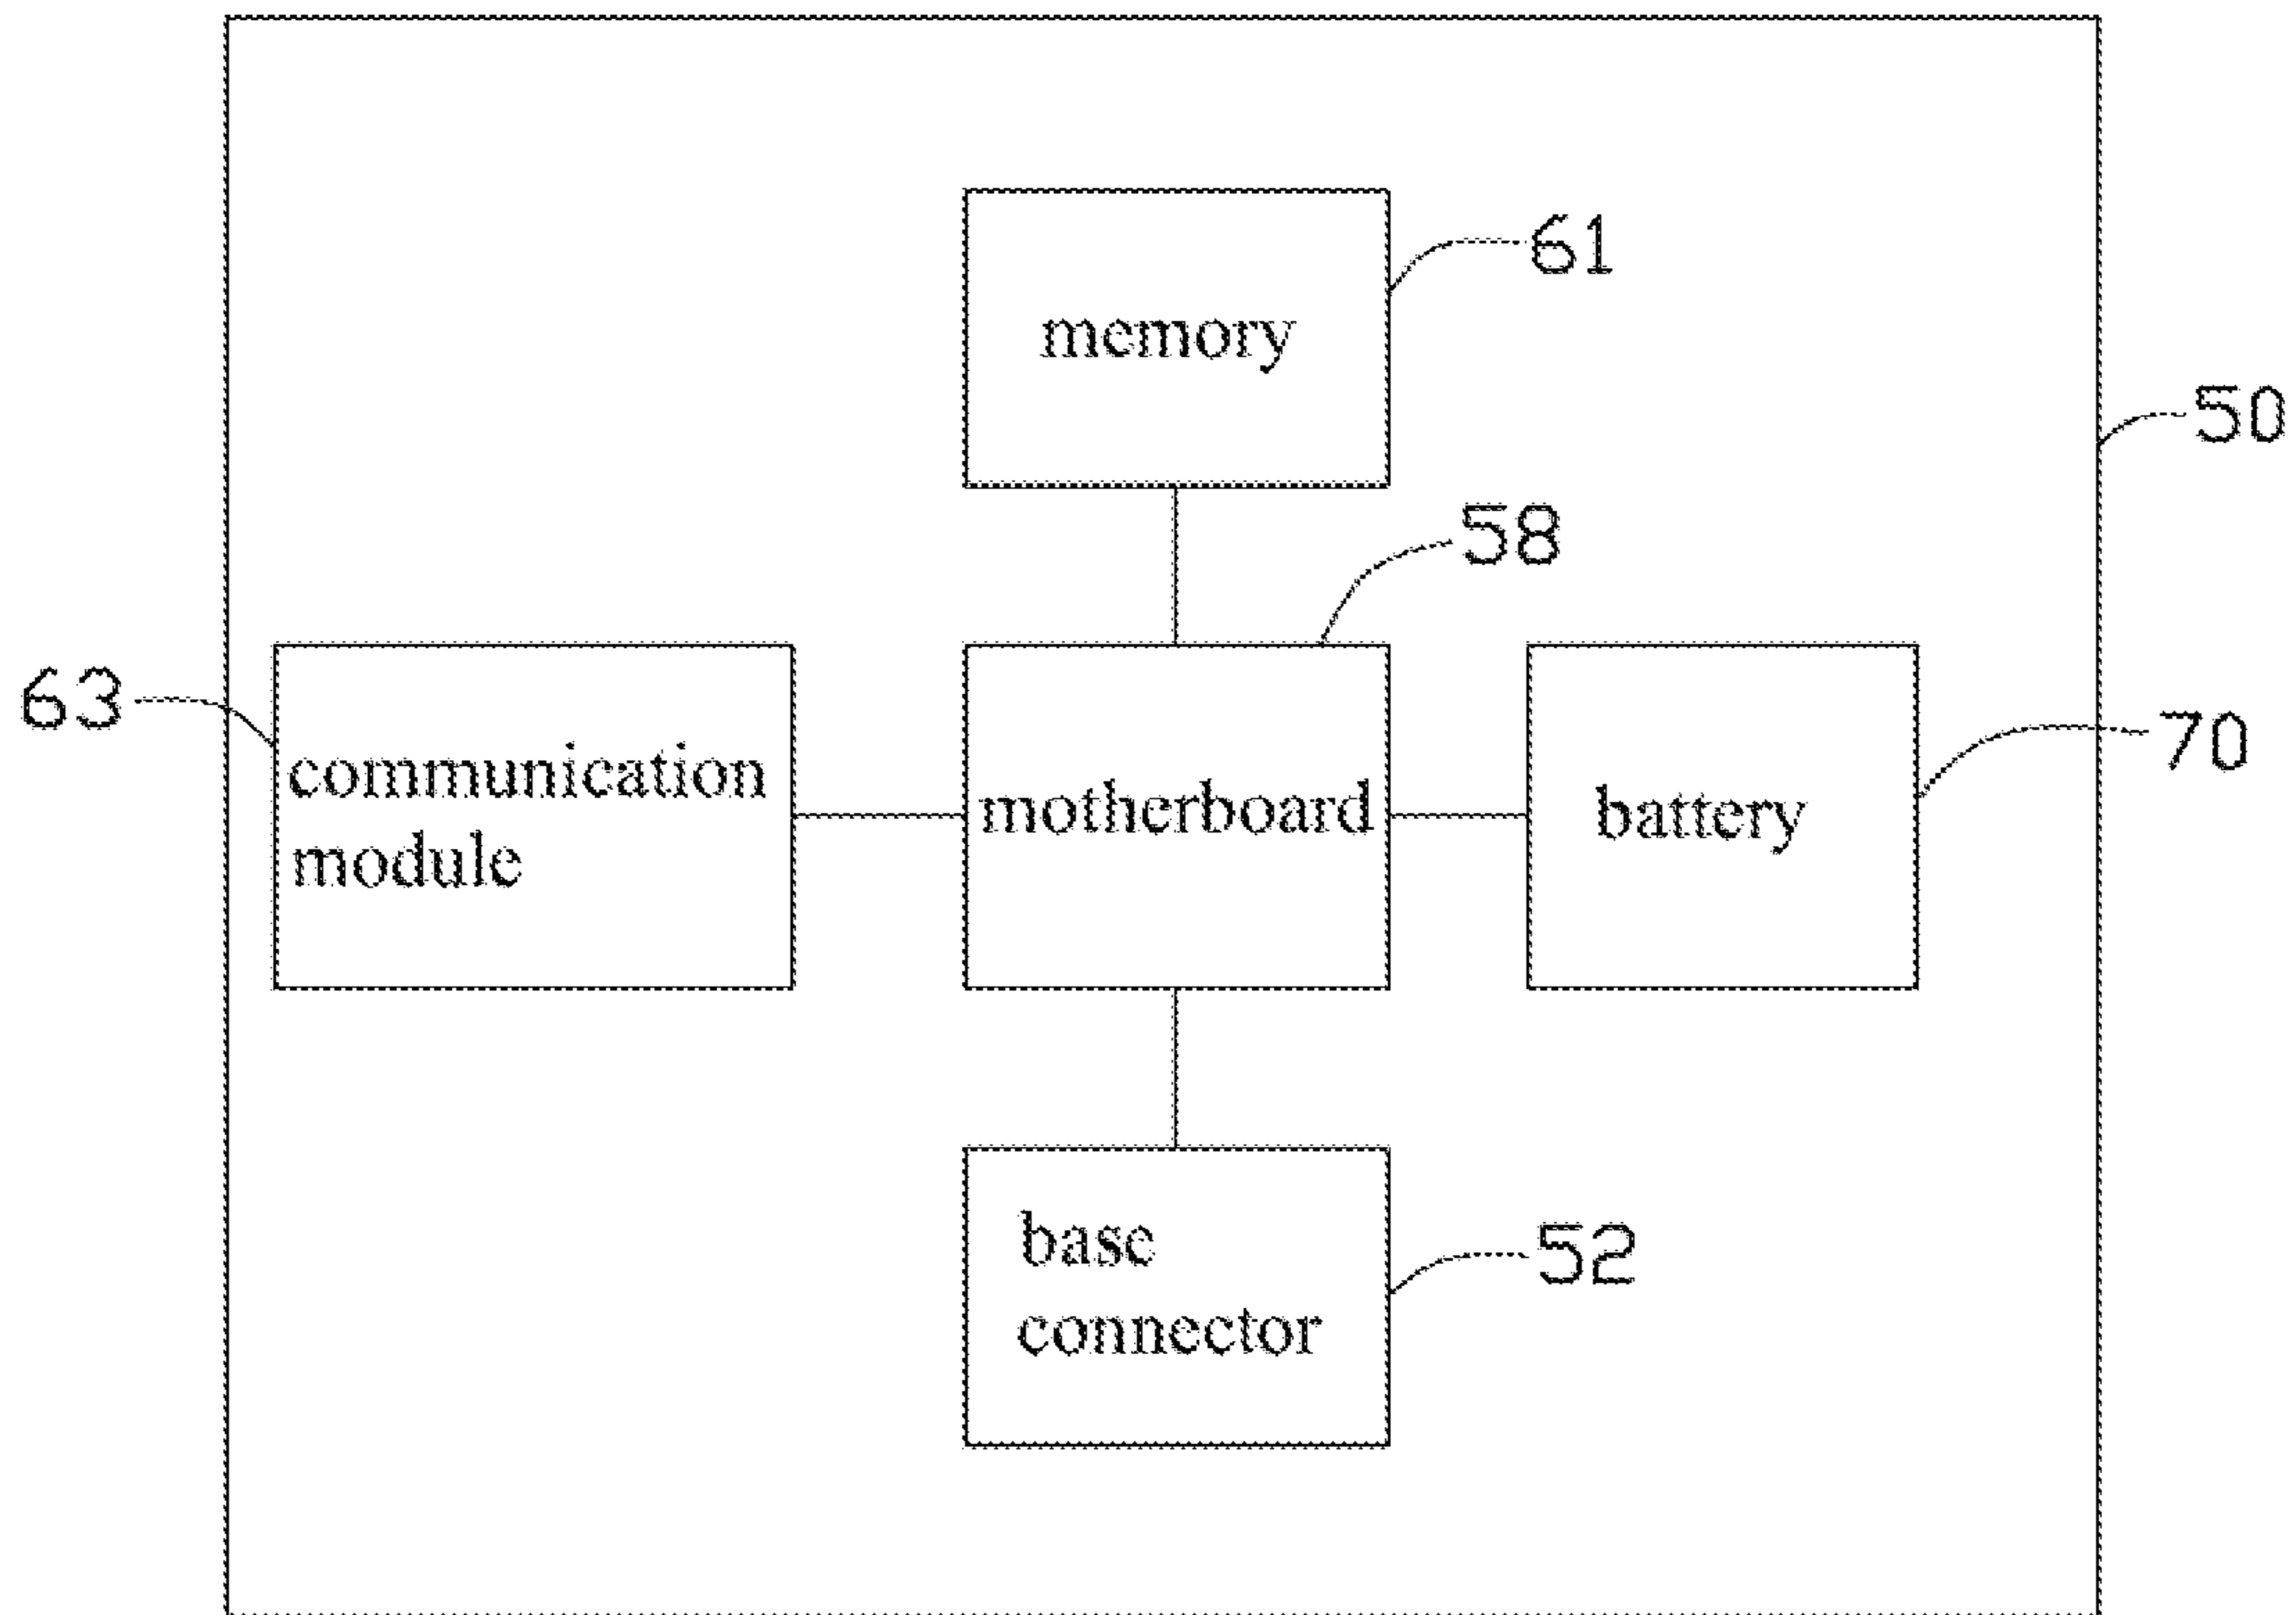 61
memory
50
58
63
communication
module
motherboard
battery
70
base
connector
52